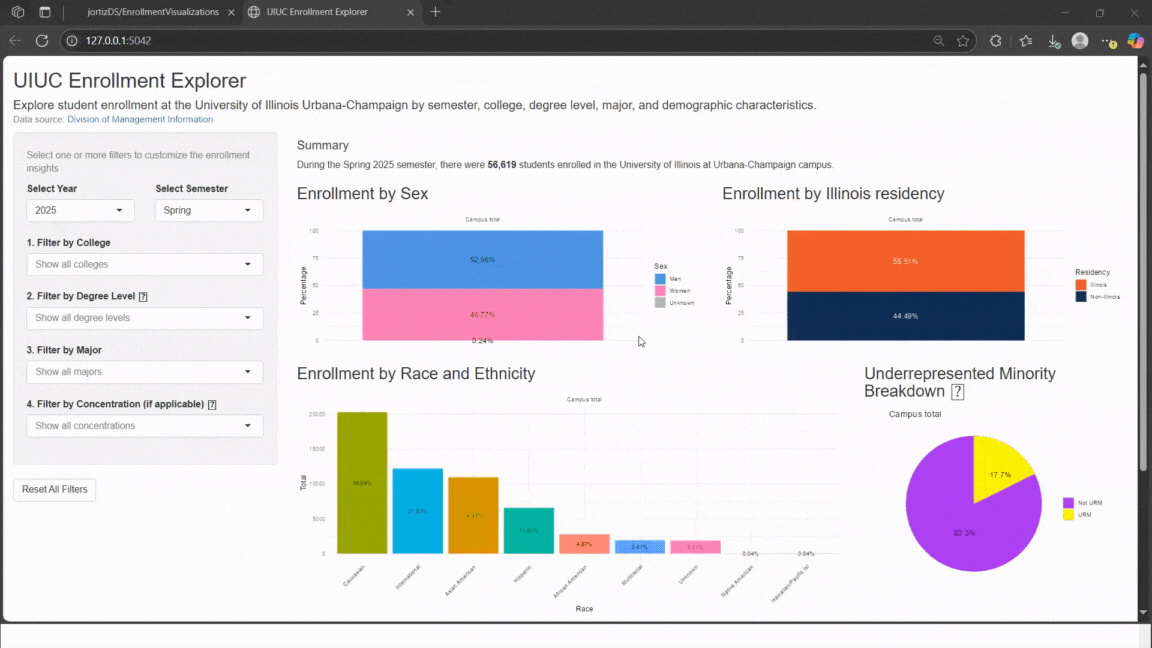 jortizDS/EnrollmentVisualizations
UIUC Enrollment Explorer
127.0.0.1:5042
UIUC Enrollment Explorer
Explore student enrollment at the University of Illinois Urbana-Champaign by semester, college, degree level, major, and demographic characteristics.
Data source: Division of Management Information
Select one or more filters to customize the enrollment
insights
Select Year
Select Semester
2025
Spring
1. Filter by College
Show all colleges
2. Filter by Degree Level [?]
Show all degree levels
3. Filter by Major
Show all majors
4. Filter by Concentration (if applicable) [?]
Show all concentrations
Reset All Filters
Summary
During the Spring 2025 semester, there were 56,619 students enrolled in the University of Illinois at Urbana-Champaign campus.
Enrollment by Sex
Campus total
Percentage
100
75
50
25
0
52.98%
46.77%
0.24%
Sex
Men
Women
Unknown
Enrollment by Illinois residency
Campus total
Percentage
100
75
50
25
0
55.51%
44.49%
Residency
Illinois
Non-Illinois
Enrollment by Race and Ethnicity
Campus total
Total
20000
15000
10000
5000
0
4.87%
3.41%
0.04%
0.04%
Caucasian
International
Asian American
Hispanic
African American
Multiracial
Unknown
Native American
Hawaiian/Pacific Isl
Race
Underrepresented Minority
Breakdown [?]
Campus total
17.7%
82.3%
Not URM
URM